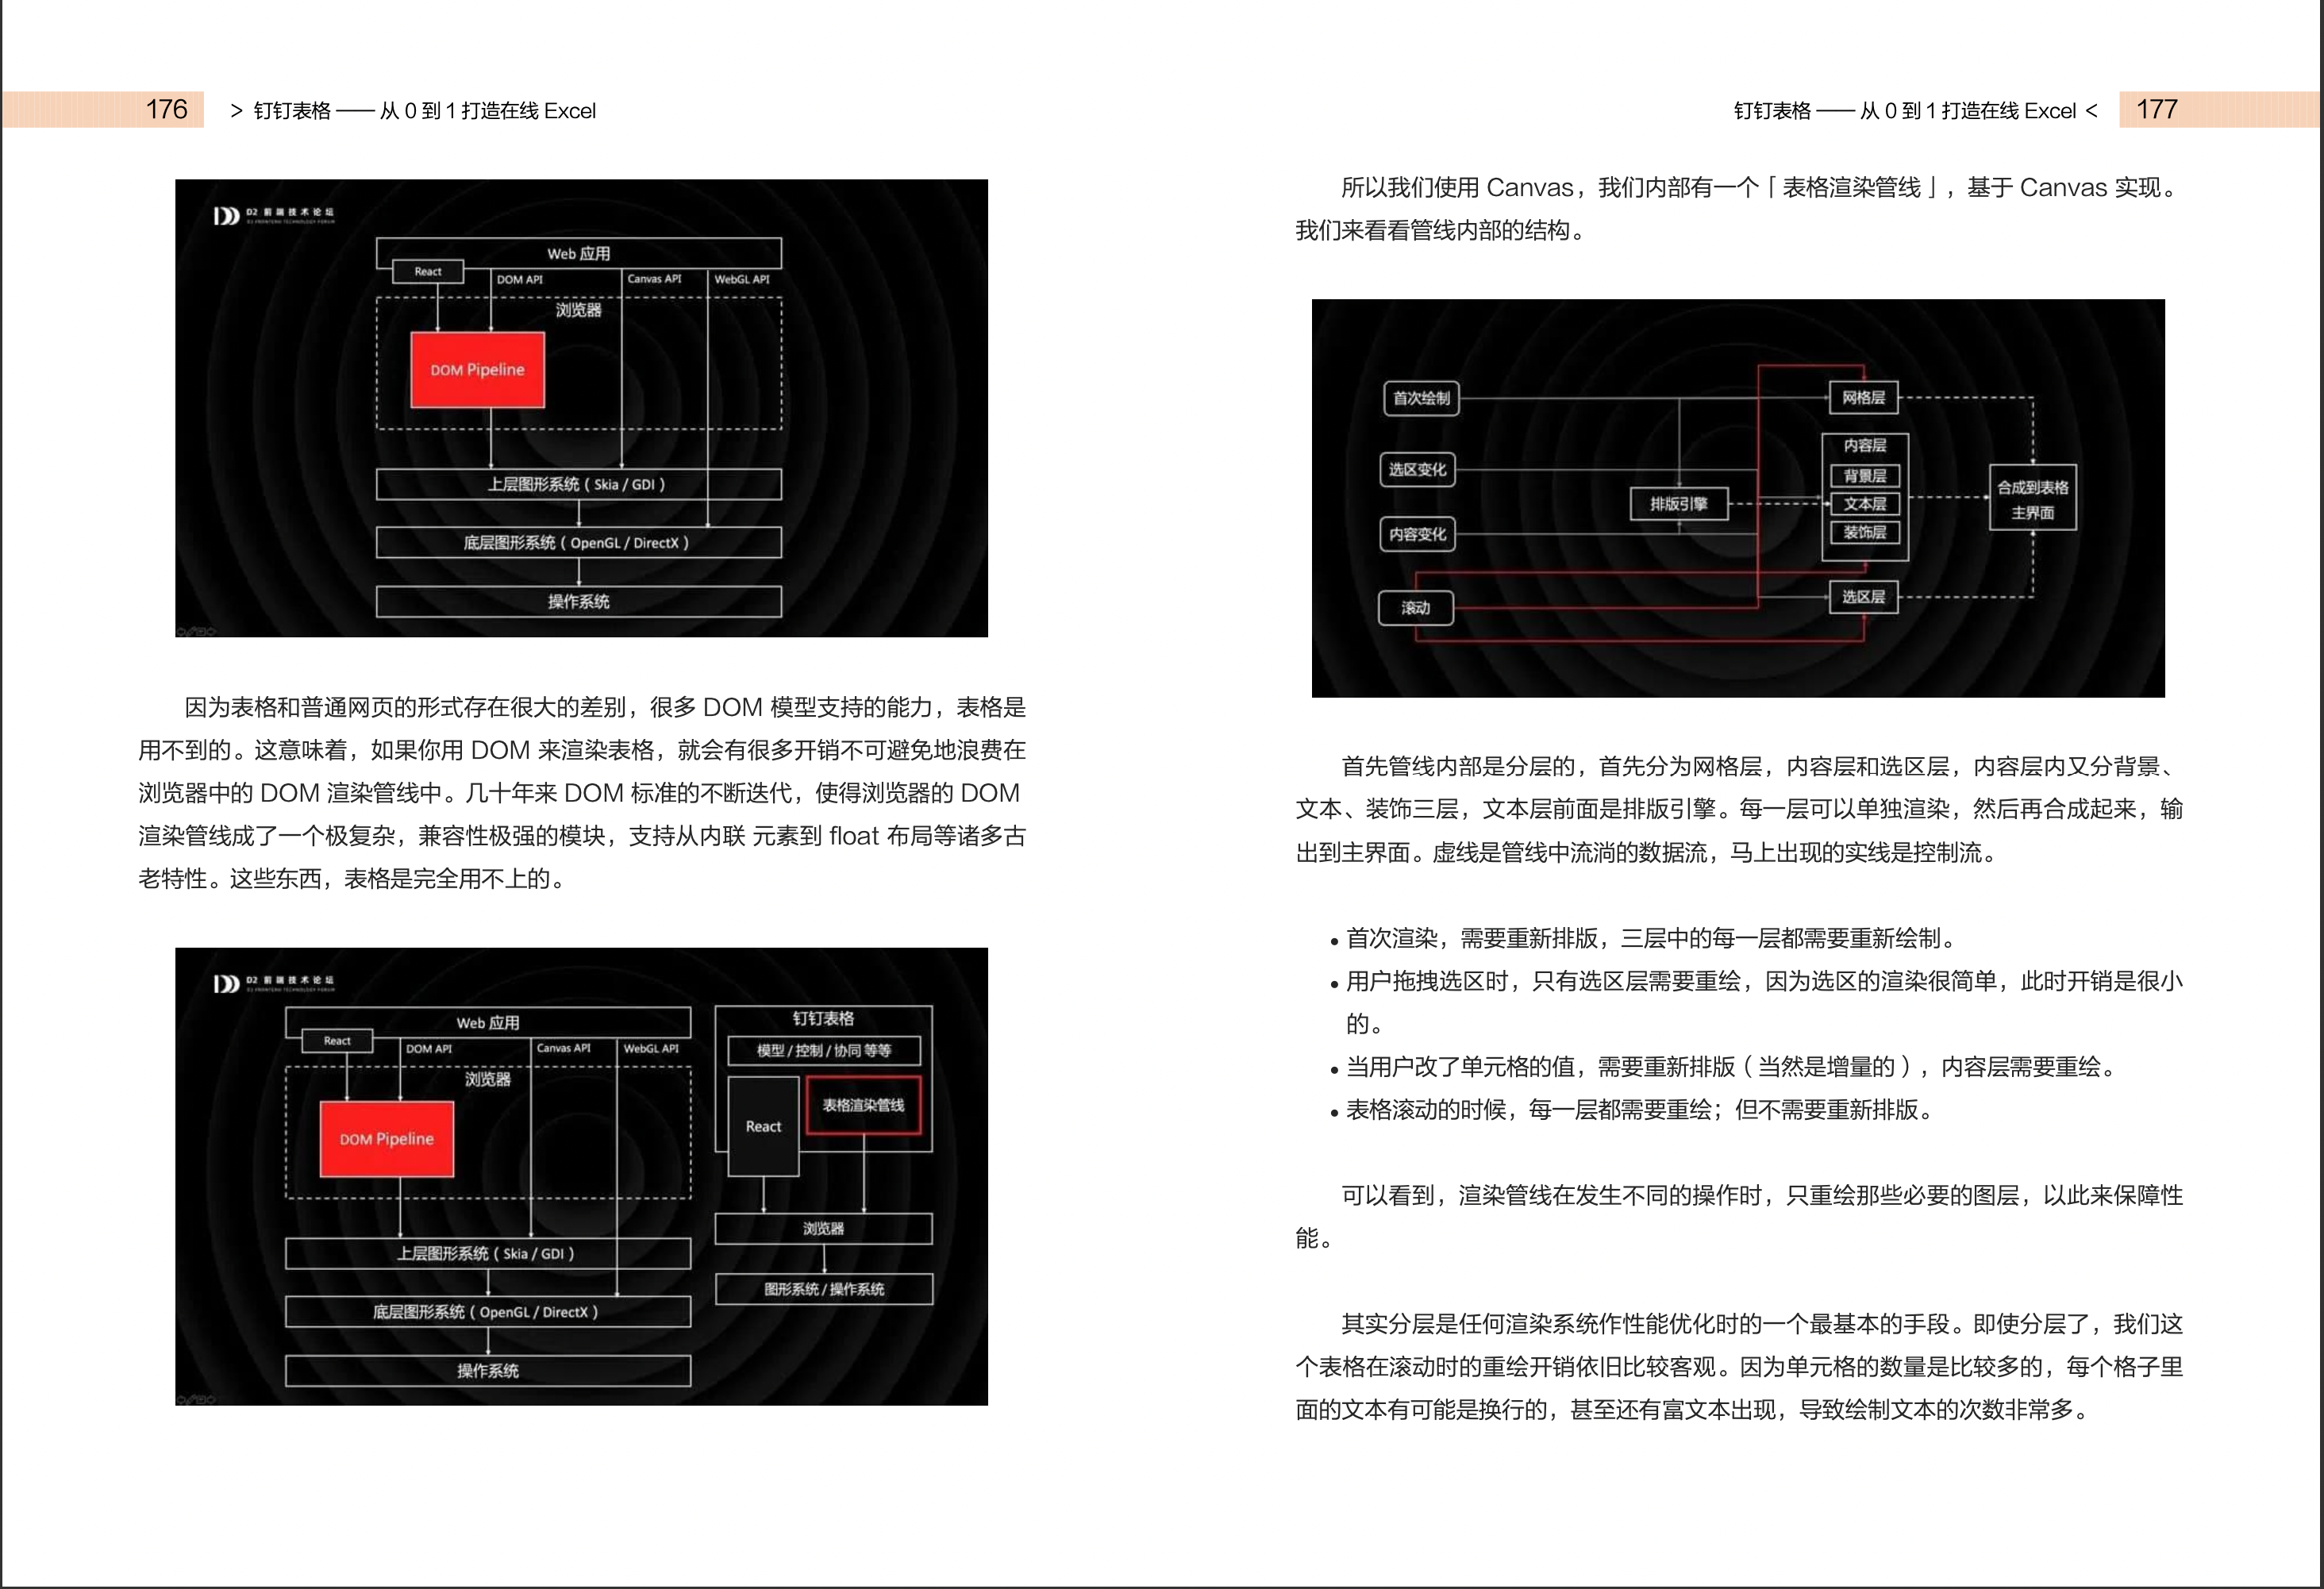 176
> 钉钉表格 —— 从 0 到 1 打造在线 Excel
D2 前端技术论坛
Web 应用
React
DOM API
Canvas API
WebGL API
浏览器
DOM Pipeline
上层图形系统（Skia / GDI）
底层图形系统（OpenGL / DirectX）
操作系统
因为表格和普通网页的形式存在很大的差别，很多 DOM 模型支持的能力，表格是
用不到的。这意味着，如果你用 DOM 来渲染表格，就会有很多开销不可避免地浪费在
浏览器中的 DOM 渲染管线中。几十年来 DOM 标准的不断迭代，使得浏览器的 DOM
渲染管线成了一个极复杂，兼容性极强的模块，支持从内联 元素到 float 布局等诸多古
老特性。这些东西，表格是完全用不上的。
D2 前端技术论坛
Web 应用
React
DOM API
Canvas API
WebGL API
浏览器
DOM Pipeline
上层图形系统（Skia / GDI）
底层图形系统（OpenGL / DirectX）
操作系统
钉钉表格
模型 / 控制 / 协同 等等
React
表格渲染管线
浏览器
图形系统 / 操作系统
钉钉表格 —— 从 0 到 1 打造在线 Excel <
177
所以我们使用 Canvas，我们内部有一个「 表格渲染管线 」，基于 Canvas 实现。
我们来看看管线内部的结构。
首次绘制
选区变化
内容变化
滚动
排版引擎
网格层
内容层
背景层
文本层
装饰层
选区层
合成到表格
主界面
首先管线内部是分层的，首先分为网格层，内容层和选区层，内容层内又分背景、
文本、装饰三层，文本层前面是排版引擎。每一层可以单独渲染，然后再合成起来，输
出到主界面。虚线是管线中流淌的数据流，马上出现的实线是控制流。
• 首次渲染，需要重新排版，三层中的每一层都需要重新绘制。
• 用户拖拽选区时，只有选区层需要重绘，因为选区的渲染很简单，此时开销是很小
的。
• 当用户改了单元格的值，需要重新排版（ 当然是增量的 ），内容层需要重绘。
• 表格滚动的时候，每一层都需要重绘；但不需要重新排版。
可以看到，渲染管线在发生不同的操作时，只重绘那些必要的图层，以此来保障性
能。
其实分层是任何渲染系统作性能优化时的一个最基本的手段。即使分层了，我们这
个表格在滚动时的重绘开销依旧比较客观。因为单元格的数量是比较多的，每个格子里
面的文本有可能是换行的，甚至还有富文本出现，导致绘制文本的次数非常多。